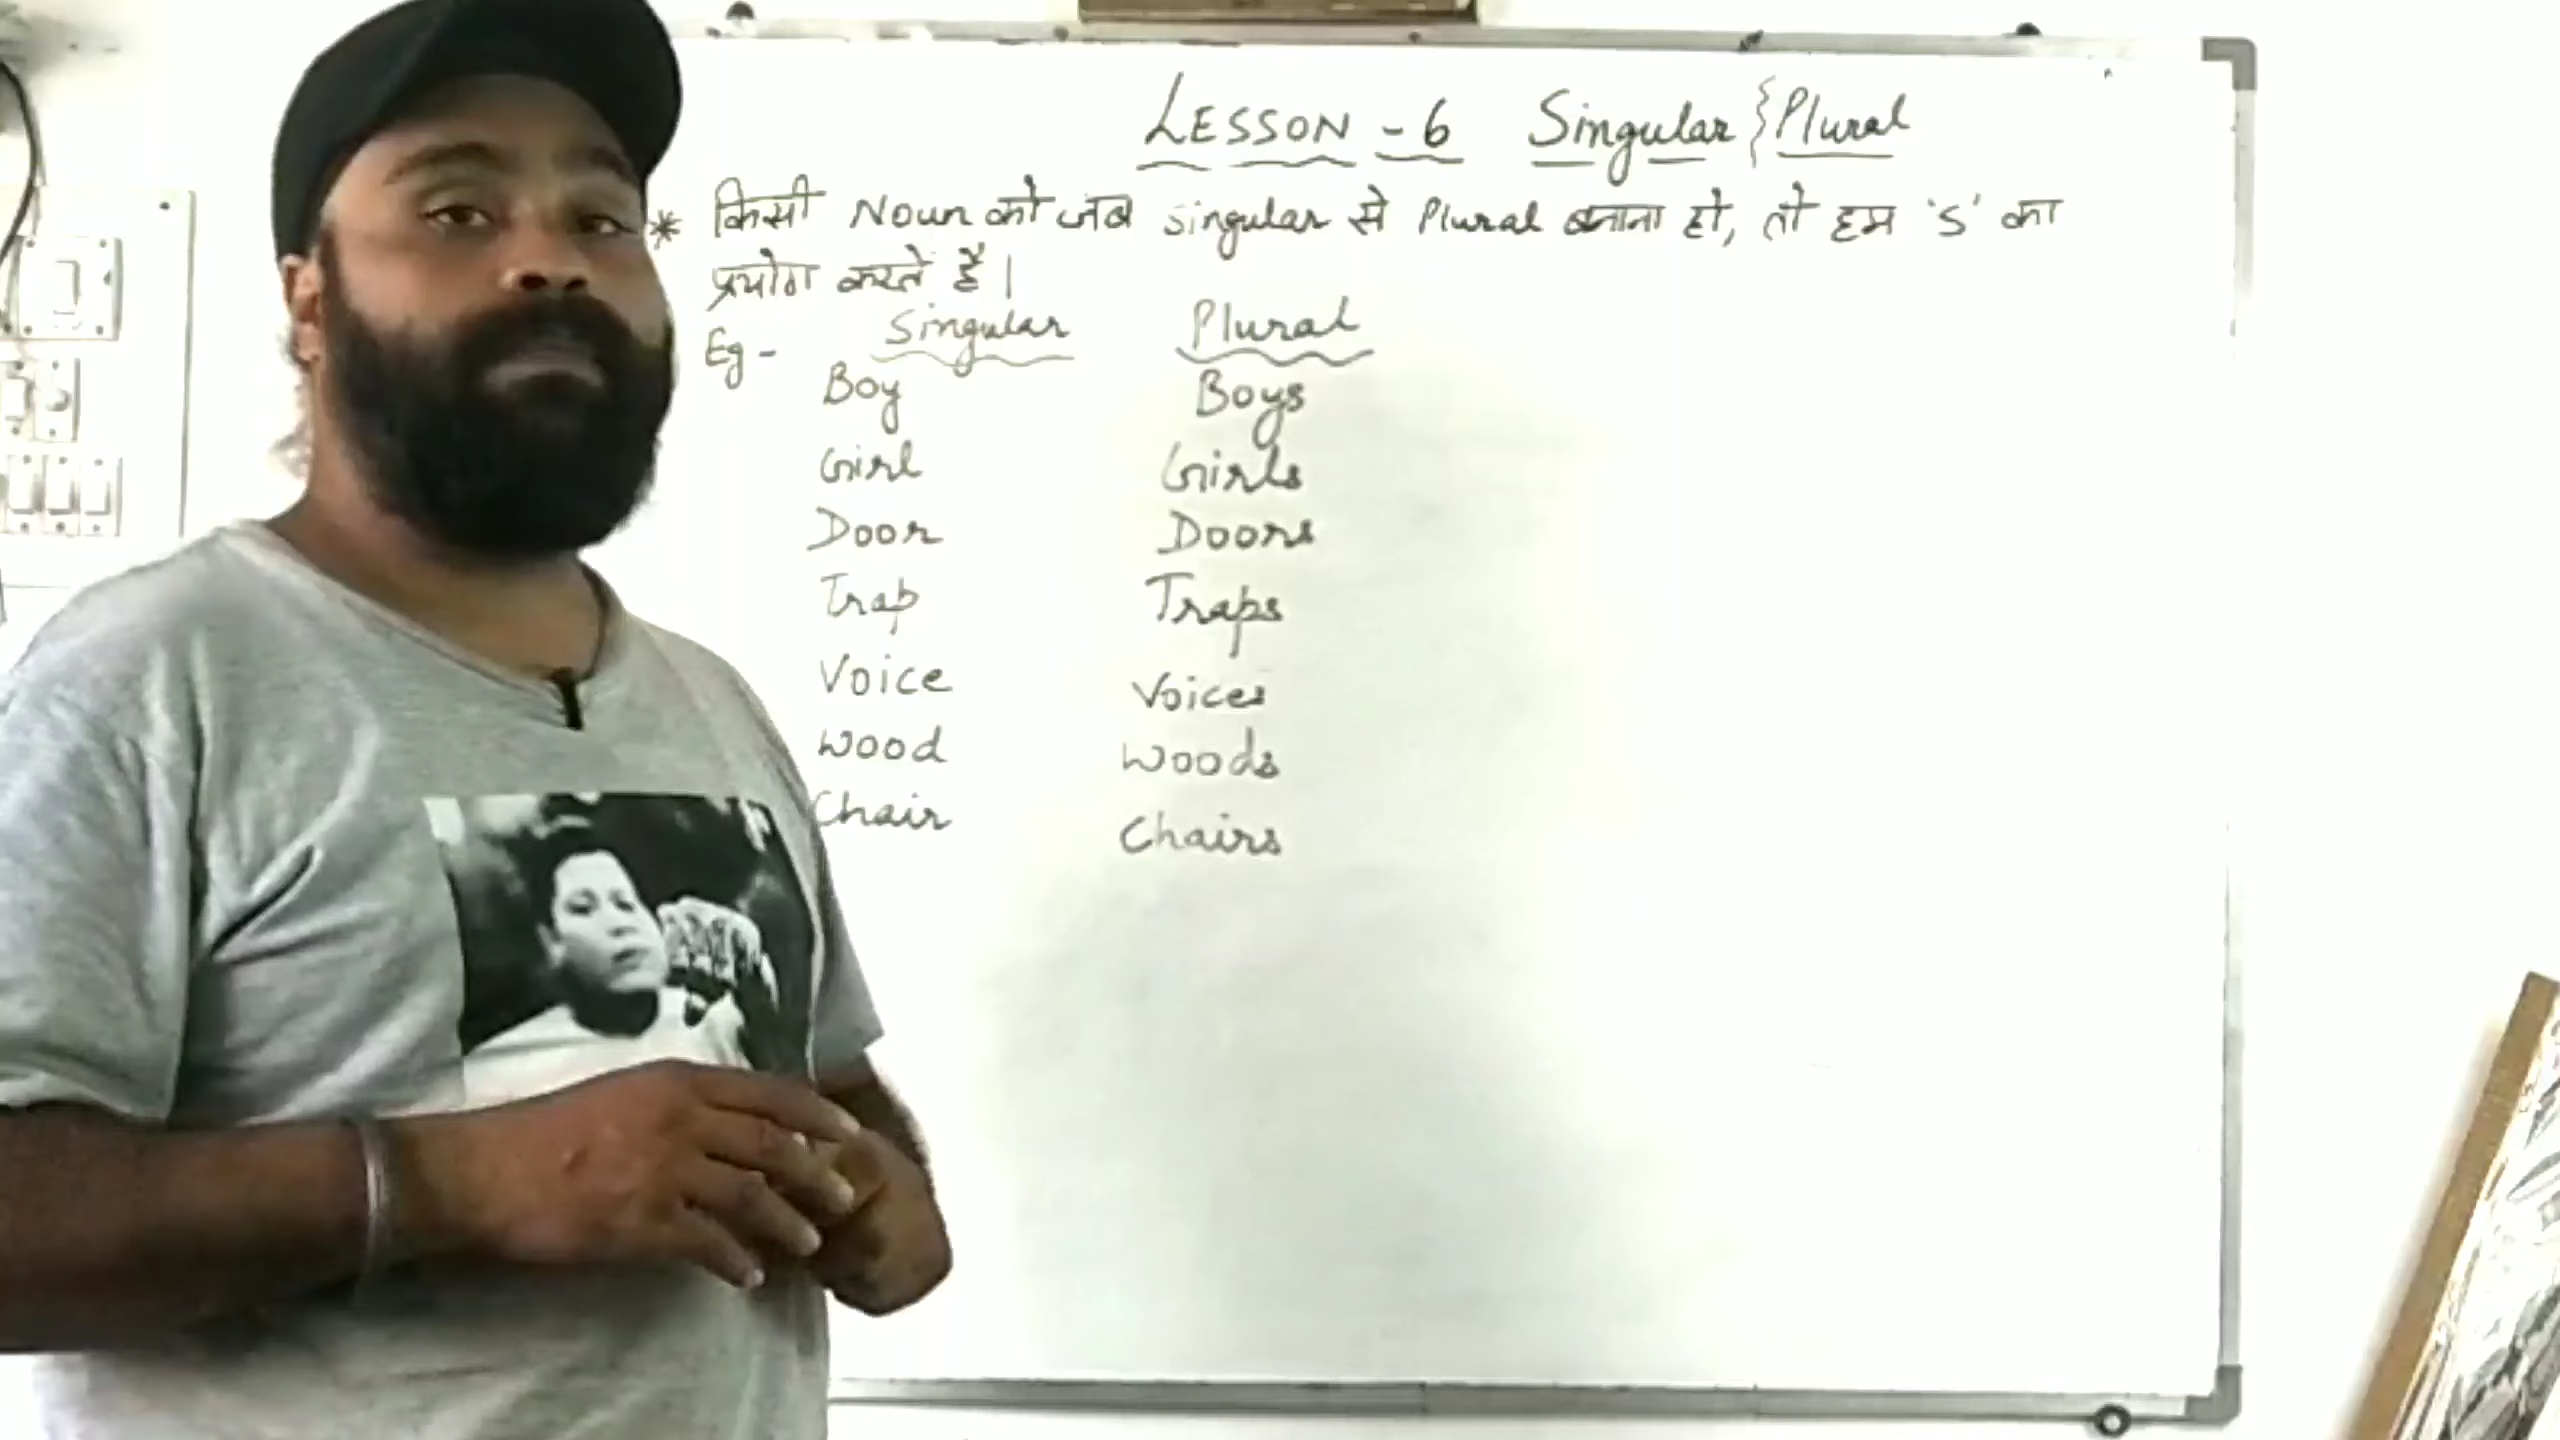 LESSON - 6 Singular } Plural
* किसी Noun को जब singular से Plural बनाना हो, तो हम 'S' का
प्रयोग करते हैं।
Eg - Singular Plural
Boy Boys
Girl Girls
Door Doors
Trap Traps
Voice Voices
Wood Woods
Chair Chairs